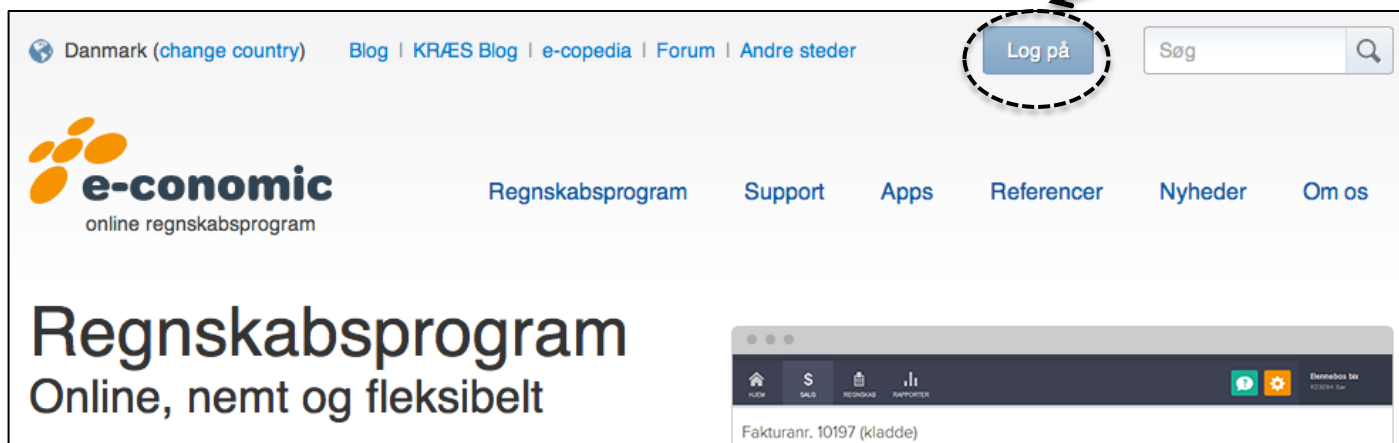 Danmark (change country) Blog | KRÆS Blog | e-copedia | Forum | Andre steder Log på Søg
e-conomic
online regnskabsprogram
Regnskabsprogram Support Apps Referencer Nyheder Om os
Regnskabsprogram
Online, nemt og fleksibelt
HJEM SALG REGNSKAB RAPPORTER
Bennebos bix
Fakturanr. 10197 (kladde)